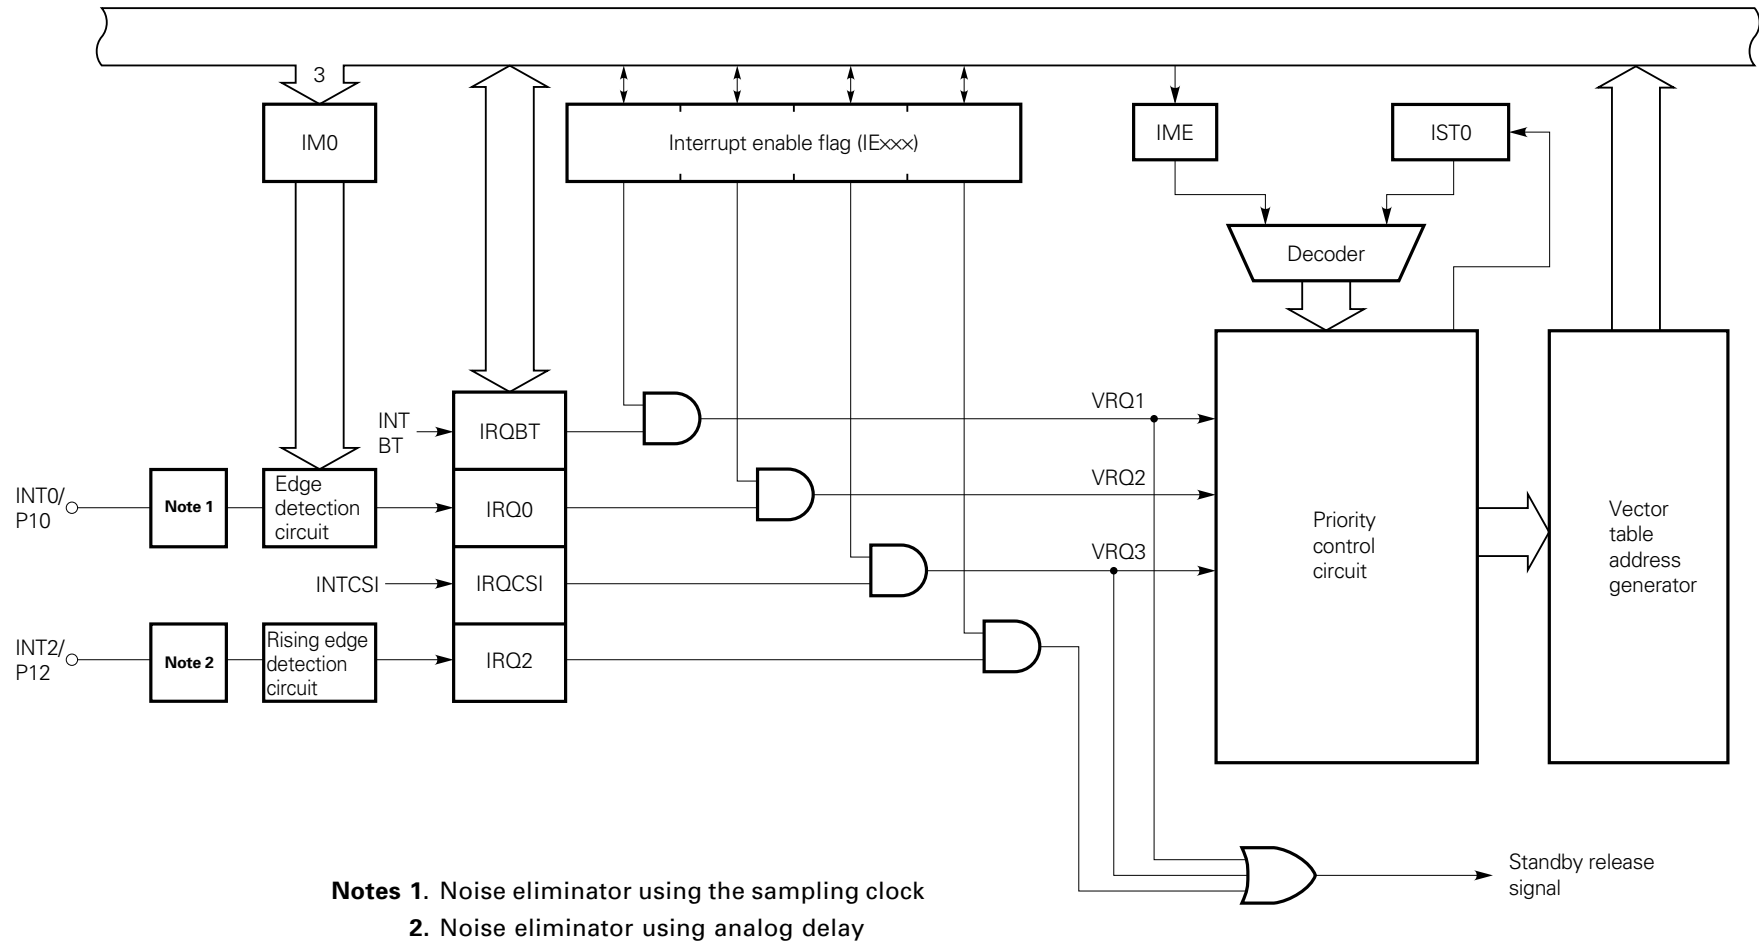 3
IM0
Interrupt enable flag (IE×××)
IME
IST0
Decoder
INT
BT
IRQBT
VRQ1
INT0/
P10
Note 1
Edge
detection
circuit
IRQ0
VRQ2
INTCSI
IRQCSI
VRQ3
Priority
control
circuit
Vector
table
address
generator
INT2/
P12
Note 2
Rising edge
detection
circuit
IRQ2
Standby release
signal
Notes 1. Noise eliminator using the sampling clock
2. Noise eliminator using analog delay